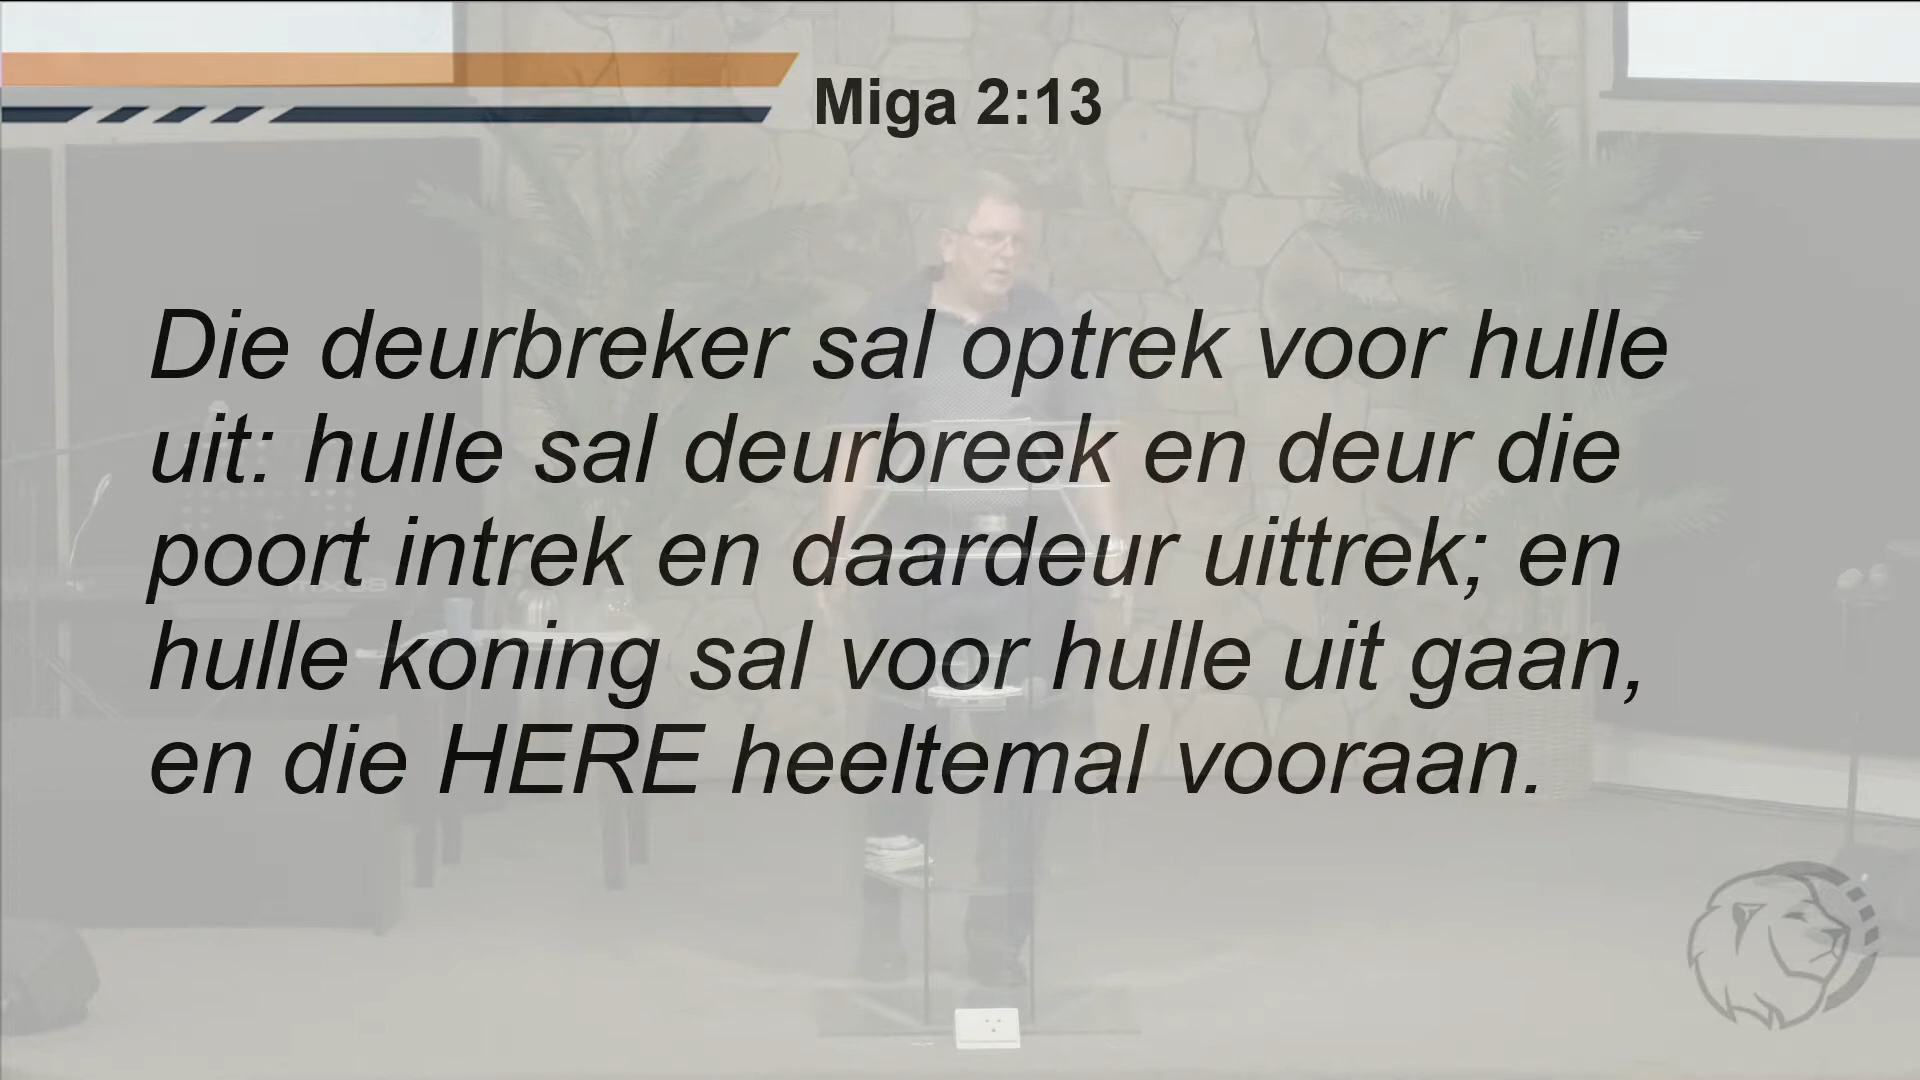 Miga 2:13
Die deurbreker sal optrek voor hulle
uit: hulle sal deurbreek en deur die
poort intrek en daardeur uittrek; en
hulle koning sal voor hulle uit gaan,
en die HERE heeltemal vooraan.